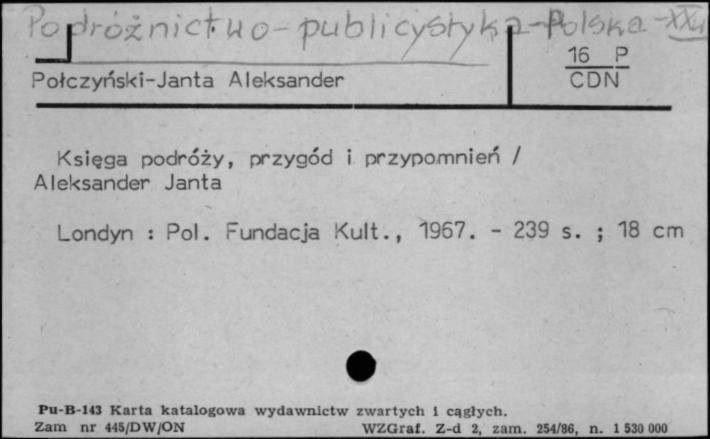 Podróżnictwo - publicystyka - Polska - XX w
16 P
CDN
Połczyński-Janta Aleksander
Księga podróży, przygód i przypomnień /
Aleksander Janta
Londyn : Pol. Fundacja Kult., 1967. - 239 s. ; 18 cm
Pu-B-143 Karta katalogowa wydawnictw zwartych i cągłych.
Zam nr 445/DW/ON
WZGraf. Z-d 2, zam. 254/86, n. 1 530 000